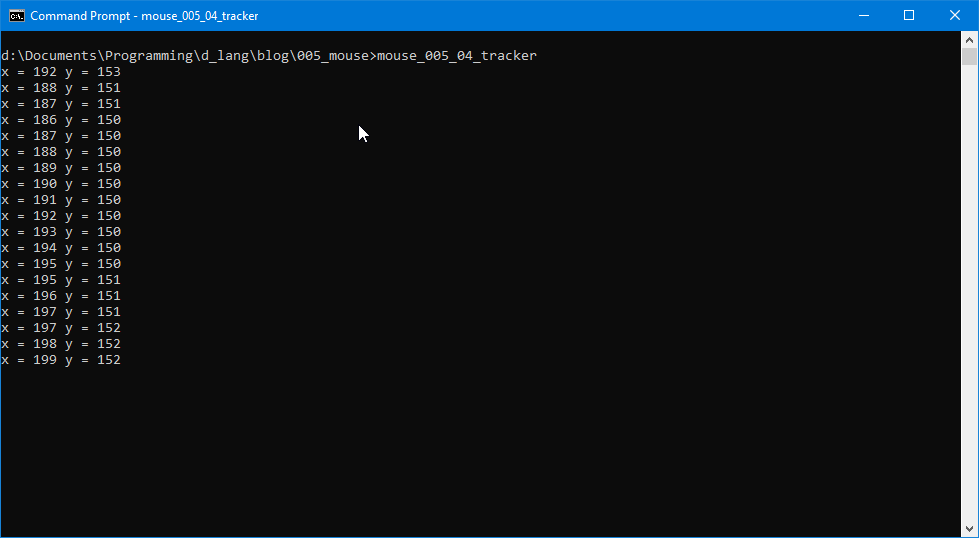 Command Prompt - mouse_005_04_tracker
d:\Documents\Programming\d_lang\blog\005_mouse>mouse_005_04_tracker
x = 192 y = 153
x = 188 y = 151
x = 187 y = 151
x = 186 y = 150
x = 187 y = 150
x = 188 y = 150
x = 189 y = 150
x = 190 y = 150
x = 191 y = 150
x = 192 y = 150
x = 193 y = 150
x = 194 y = 150
x = 195 y = 150
x = 195 y = 151
x = 196 y = 151
x = 197 y = 151
x = 197 y = 152
x = 198 y = 152
x = 199 y = 152